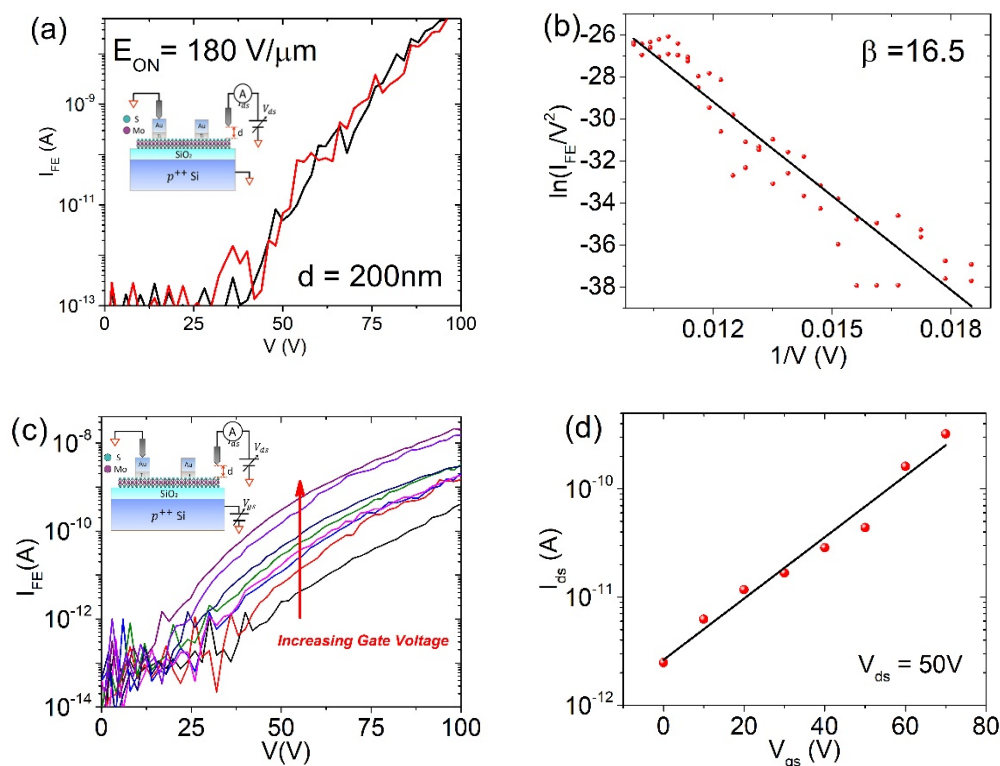 (a)
E_ON = 180 V/μm
10⁻⁹
10⁻¹¹
10⁻¹³
I_FE (A)
A
V_ds
d
S
Mo
Au
Au
SiO₂
p⁺⁺ Si
d = 200nm
0 25 50 75 100
V (V)
(b)
β =16.5
-26
-28
-30
-32
-34
-36
-38
ln(I_FE/V²)
0.012 0.015 0.018
1/V (V)
(c)
10⁻⁸
10⁻¹⁰
10⁻¹²
10⁻¹⁴
I_FE(A)
A
V_ds
d
S
Mo
Au
Au
SiO₂
p⁺⁺ Si
V_gs
Increasing Gate Voltage
0 25 50 75 100
V(V)
(d)
10⁻¹⁰
10⁻¹¹
10⁻¹²
I_ds (A)
V_ds = 50V
0 20 40 60 80
V_gs (V)